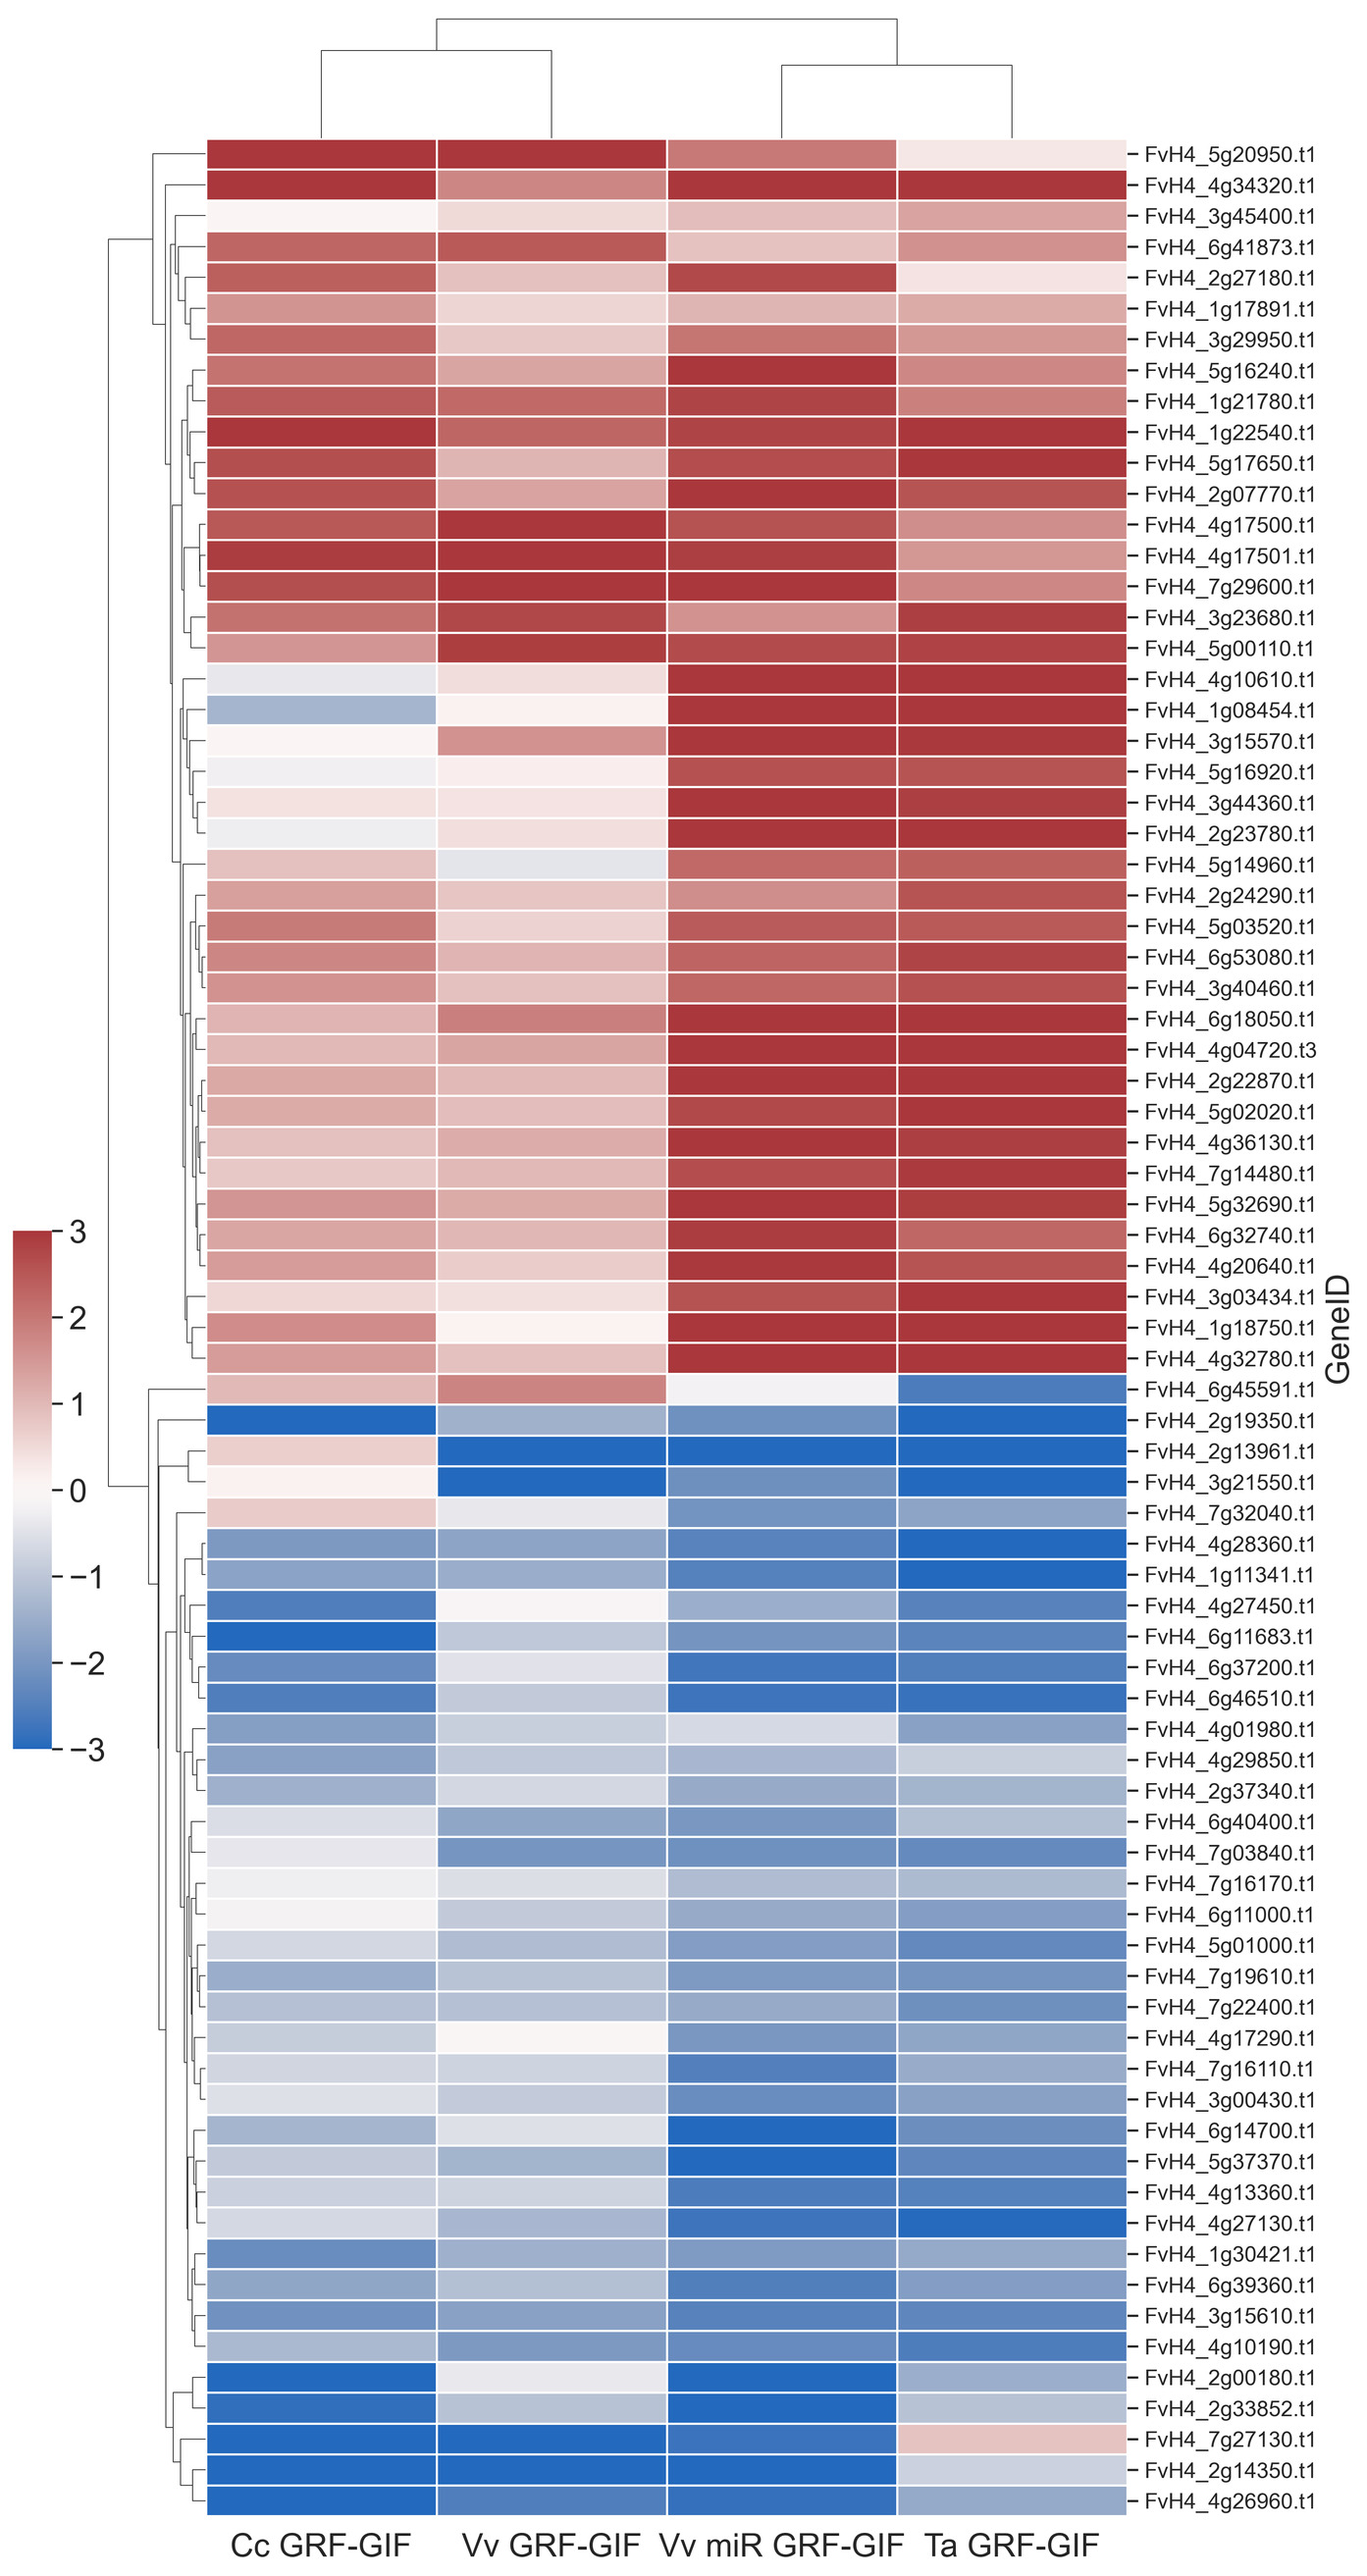 FvH4_5g20950.t1
FvH4_4g34320.t1
FvH4_3g45400.t1
FvH4_6g41873.t1
FvH4_2g27180.t1
FvH4_1g17891.t1
FvH4_3g29950.t1
FvH4_5g16240.t1
FvH4_1g21780.t1
FvH4_1g22540.t1
FvH4_5g17650.t1
FvH4_2g07770.t1
FvH4_4g17500.t1
FvH4_4g17501.t1
FvH4_7g29600.t1
FvH4_3g23680.t1
FvH4_5g00110.t1
FvH4_4g10610.t1
FvH4_1g08454.t1
FvH4_3g15570.t1
FvH4_5g16920.t1
FvH4_3g44360.t1
FvH4_2g23780.t1
FvH4_5g14960.t1
FvH4_2g24290.t1
FvH4_5g03520.t1
FvH4_6g53080.t1
FvH4_3g40460.t1
FvH4_6g18050.t1
FvH4_4g04720.t3
FvH4_2g22870.t1
FvH4_5g02020.t1
FvH4_4g36130.t1
FvH4_7g14480.t1
FvH4_5g32690.t1
FvH4_6g32740.t1
FvH4_4g20640.t1
FvH4_3g03434.t1
FvH4_1g18750.t1
FvH4_4g32780.t1
FvH4_6g45591.t1
FvH4_2g19350.t1
FvH4_2g13961.t1
FvH4_3g21550.t1
FvH4_7g32040.t1
FvH4_4g28360.t1
FvH4_1g11341.t1
FvH4_4g27450.t1
FvH4_6g11683.t1
FvH4_6g37200.t1
FvH4_6g46510.t1
FvH4_4g01980.t1
FvH4_4g29850.t1
FvH4_2g37340.t1
FvH4_6g40400.t1
FvH4_7g03840.t1
FvH4_7g16170.t1
FvH4_6g11000.t1
FvH4_5g01000.t1
FvH4_7g19610.t1
FvH4_7g22400.t1
FvH4_4g17290.t1
FvH4_7g16110.t1
FvH4_3g00430.t1
FvH4_6g14700.t1
FvH4_5g37370.t1
FvH4_4g13360.t1
FvH4_4g27130.t1
FvH4_1g30421.t1
FvH4_6g39360.t1
FvH4_3g15610.t1
FvH4_4g10190.t1
FvH4_2g00180.t1
FvH4_2g33852.t1
FvH4_7g27130.t1
FvH4_2g14350.t1
FvH4_4g26960.t1
GeneID
3
2
1
0
−1
−2
−3
Cc GRF-GIF Vv GRF-GIF Vv miR GRF-GIF Ta GRF-GIF